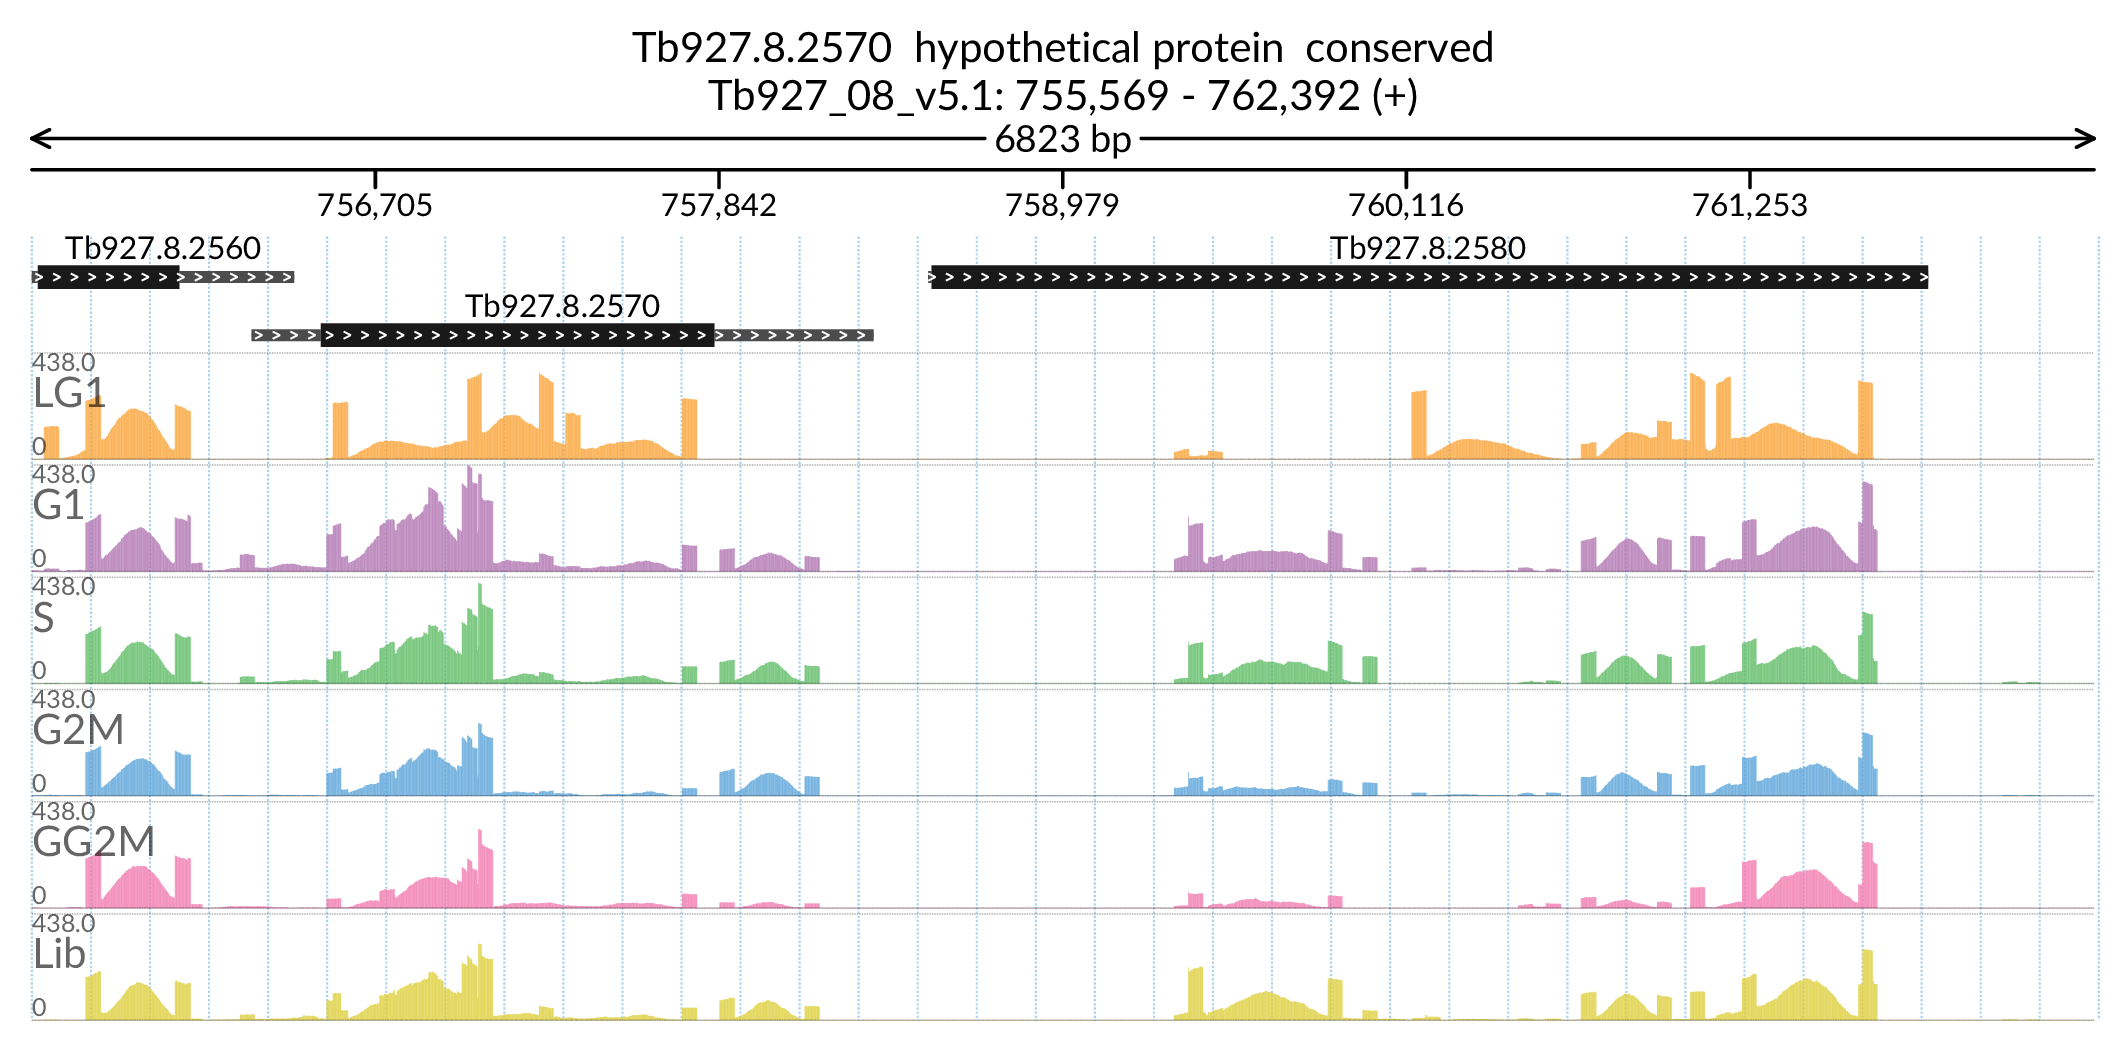 Tb927.8.2570  hypothetical protein  conserved
Tb927_08_v5.1: 755,569 - 762,392 (+)
6823 bp
756,705 757,842 758,979 760,116 761,253
Tb927.8.2560 Tb927.8.2580
Tb927.8.2570
438.0
LG1
0
438.0
G1
0
438.0
S
0
438.0
G2M
0
438.0
GG2M
0
438.0
Lib
0